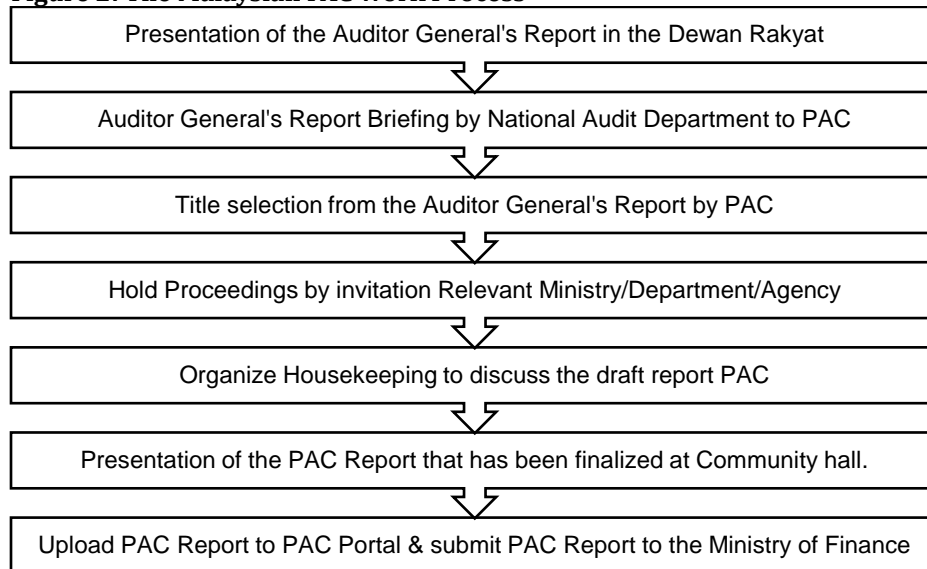 Presentation of the Auditor General's Report in the Dewan Rakyat
Auditor General's Report Briefing by National Audit Department to PAC
Title selection from the Auditor General's Report by PAC
Hold Proceedings by invitation Relevant Ministry/Department/Agency
Organize Housekeeping to discuss the draft report PAC
Presentation of the PAC Report that has been finalized at Community hall.
Upload PAC Report to PAC Portal & submit PAC Report to the Ministry of Finance